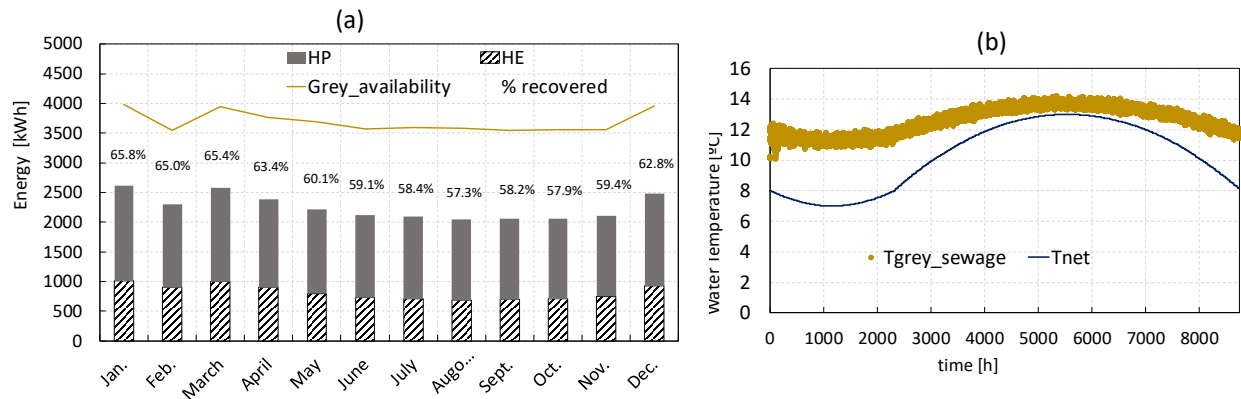 (a)
5000
4500
4000
3500
3000
2500
2000
1500
1000
500
0
Energy [kWh]
HP
HE
Grey_availability
% recovered
65.8%
65.0%
65.4%
63.4%
60.1%
59.1%
58.4%
57.3%
58.2%
57.9%
59.4%
62.8%
Jan.
Feb.
March
April
May
June
July
Augo...
Sept.
Oct.
Nov.
Dec.
(b)
16
14
12
10
8
6
4
2
0
Water Temperature [ºC]
Tgrey_sewage
Tnet
0
1000
2000
3000
4000
5000
6000
7000
8000
time [h]